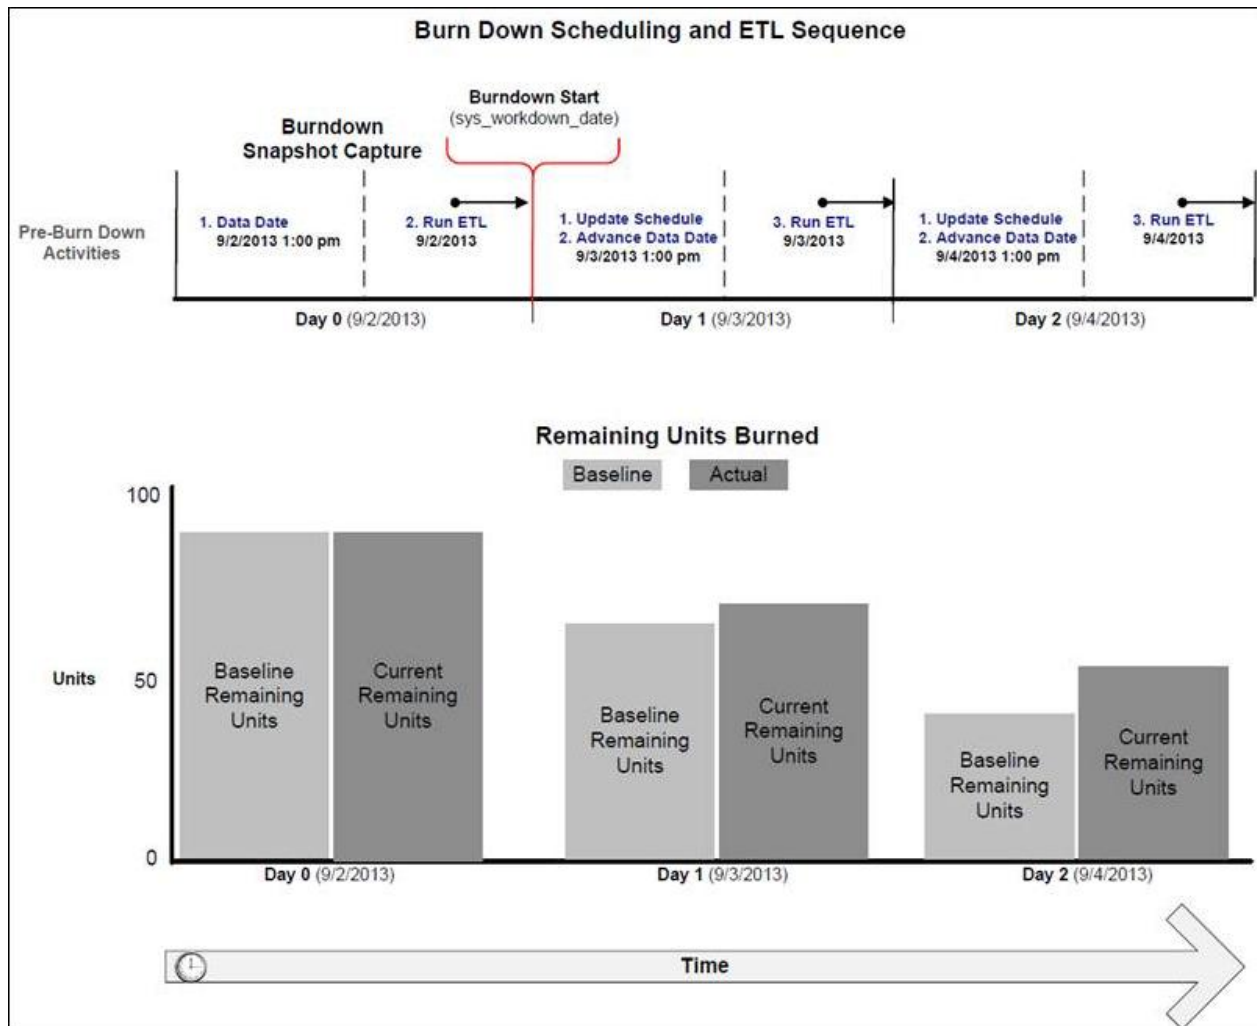 Burn Down Scheduling and ETL Sequence
Burndown Start
(sys_workdown_date)
Burndown
Snapshot Capture
Pre-Burn Down
Activities
1. Data Date
9/2/2013 1:00 pm
2. Run ETL
9/2/2013
1. Update Schedule
2. Advance Data Date
9/3/2013 1:00 pm
3. Run ETL
9/3/2013
1. Update Schedule
2. Advance Data Date
9/4/2013 1:00 pm
3. Run ETL
9/4/2013
Day 0 (9/2/2013)
Day 1 (9/3/2013)
Day 2 (9/4/2013)
Remaining Units Burned
Baseline
Actual
100
Units
50
0
Baseline
Remaining
Units
Current
Remaining
Units
Baseline
Remaining
Units
Current
Remaining
Units
Baseline
Remaining
Units
Current
Remaining
Units
Day 0 (9/2/2013)
Day 1 (9/3/2013)
Day 2 (9/4/2013)
Time